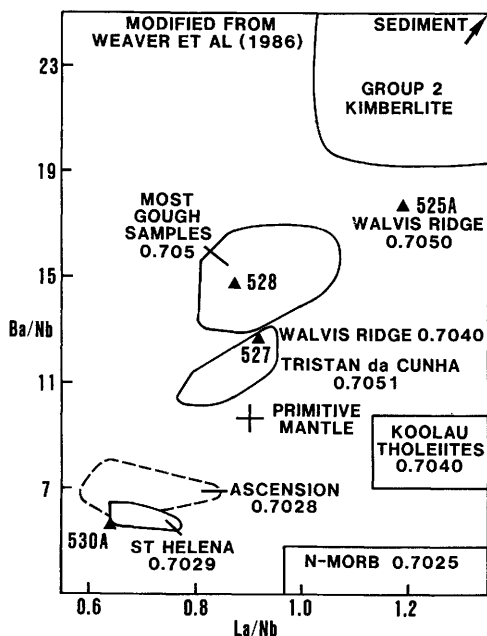 MODIFIED FROM
WEAVER ET AL (1986)
SEDIMENT
23
GROUP 2
KIMBERLITE
19
MOST
GOUGH
SAMPLES
0.705
525A
WALVIS RIDGE
0.7050
528
15
Ba/Nb
WALVIS RIDGE 0.7040
527
TRISTAN da CUNHA
0.7051
11
PRIMITIVE
MANTLE
KOOLAU
THOLEIITES
0.7040
7
ASCENSION
0.7028
530A
ST HELENA
0.7029
N-MORB 0.7025
0.6 0.8 1.0 1.2
La/Nb